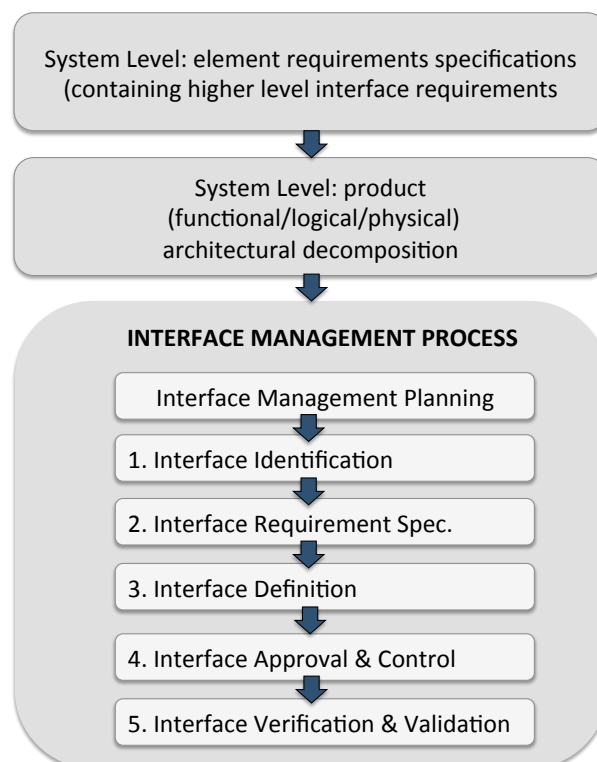 System Level: element requirements specifications
(containing higher level interface requirements
System Level: product
(functional/logical/physical)
architectural decomposition
INTERFACE MANAGEMENT PROCESS
Interface Management Planning
1. Interface Identification
2. Interface Requirement Spec.
3. Interface Definition
4. Interface Approval & Control
5. Interface Verification & Validation